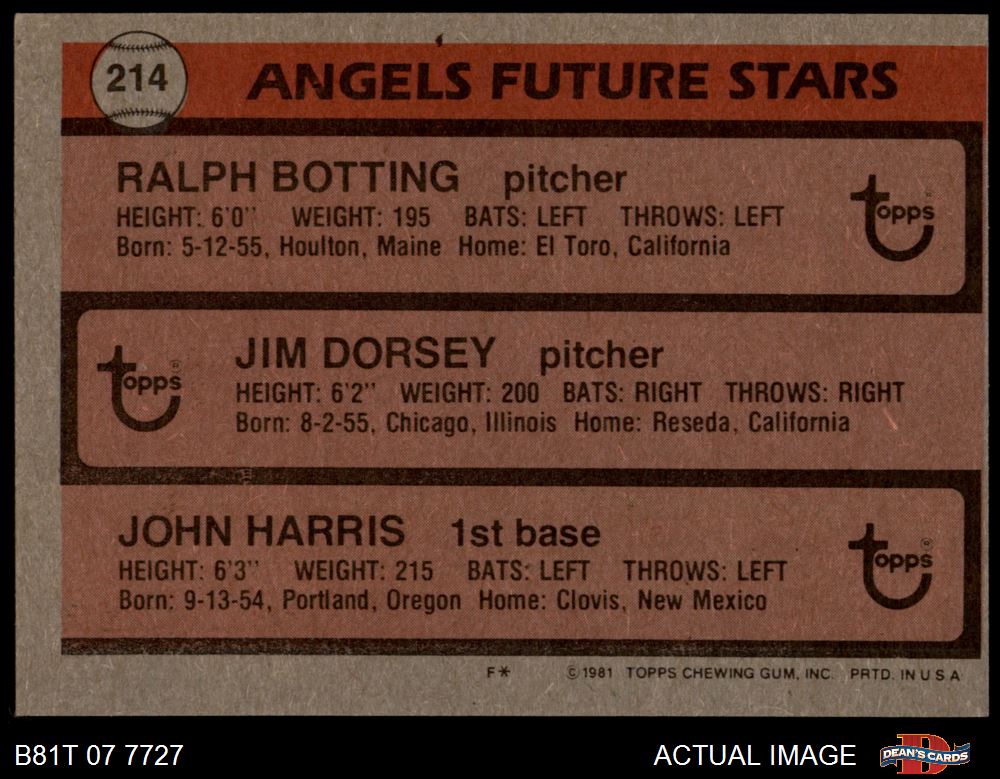 214
ANGELS FUTURE STARS
RALPH BOTTING pitcher
HEIGHT: 6'0" WEIGHT: 195 BATS: LEFT THROWS: LEFT
Born: 5-12-55, Houlton, Maine Home: El Toro, California
topps®
JIM DORSEY pitcher
HEIGHT: 6'2" WEIGHT: 200 BATS: RIGHT THROWS: RIGHT
Born: 8-2-55, Chicago, Illinois Home: Reseda, California
topps®
JOHN HARRIS 1st base
HEIGHT: 6'3" WEIGHT: 215 BATS: LEFT THROWS: LEFT
Born: 9-13-54, Portland, Oregon Home: Clovis, New Mexico
topps®
F* © 1981 TOPPS CHEWING GUM, INC. PRTD. IN U S A
B81T 07 7727
ACTUAL IMAGE
D
DEAN'S CARDS